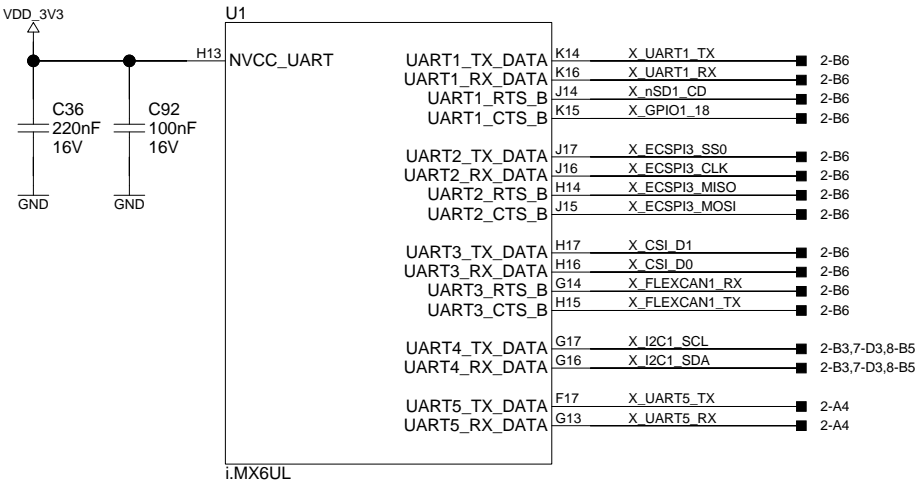 VDD_3V3
U1
H13 NVCC_UART
C36
220nF
16V
C92
100nF
16V
GND
GND
UART1_TX_DATA K14 X_UART1_TX 2-B6
UART1_RX_DATA K16 X_UART1_RX 2-B6
UART1_RTS_B J14 X_nSD1_CD 2-B6
UART1_CTS_B K15 X_GPIO1_18 2-B6
UART2_TX_DATA J17 X_ECSPI3_SS0 2-B6
UART2_RX_DATA J16 X_ECSPI3_CLK 2-B6
UART2_RTS_B H14 X_ECSPI3_MISO 2-B6
UART2_CTS_B J15 X_ECSPI3_MOSI 2-B6
UART3_TX_DATA H17 X_CSI_D1 2-B6
UART3_RX_DATA H16 X_CSI_D0 2-B6
UART3_RTS_B G14 X_FLEXCAN1_RX 2-B6
UART3_CTS_B H15 X_FLEXCAN1_TX 2-B6
UART4_TX_DATA G17 X_I2C1_SCL 2-B3,7-D3,8-B5
UART4_RX_DATA G16 X_I2C1_SDA 2-B3,7-D3,8-B5
UART5_TX_DATA F17 X_UART5_TX 2-A4
UART5_RX_DATA G13 X_UART5_RX 2-A4
i.MX6UL